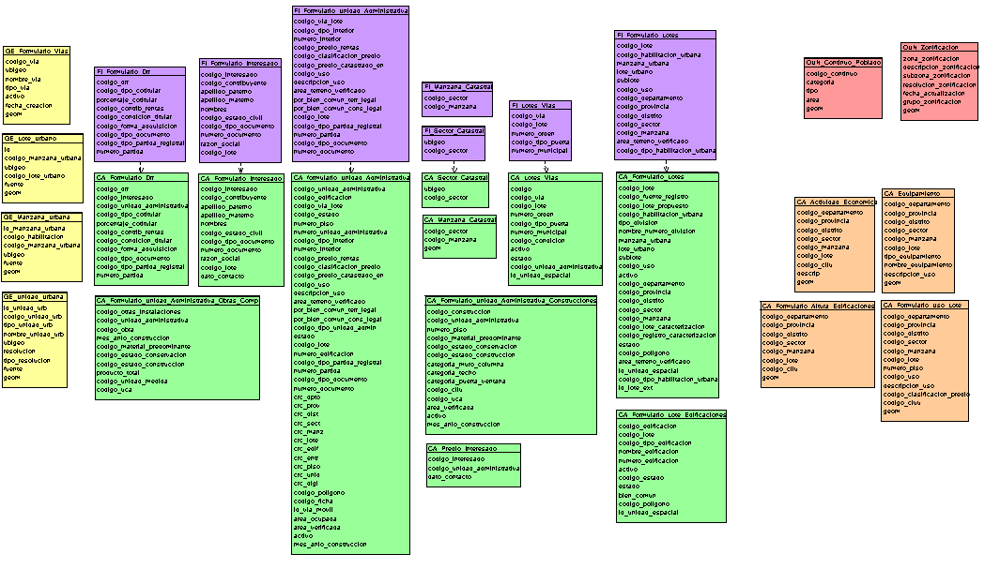 GE_Formulario_Vias
codigo_via
ubigeo
nombre_via
tipo_via
activo
fecha_creacion
geom
GE_Lote_urbano
id
codigo_manzana_urbana
ubigeo
codigo_lote_urbano
fuente
geom
GE_Manzana_urbana
id_manzana_urbana
codigo_habilitacion
codigo_manzana_urbana
ubigeo
fuente
geom
GE_unidad_urbana
id_unidad_urb
codigo_unidad_urb
tipo_unidad_urb
nombre_unidad_urb
ubigeo
resolucion
tipo_resolucion
fuente
geom
FI_Formulario_Drr
codigo_drr
codigo_tipo_cotitular
porcentaje_cotitular
codigo_contrib_rentas
codigo_condicion_titular
codigo_forma_adquisicion
codigo_tipo_documento
codigo_tipo_partida_registral
numero_partida
FI_Formulario_Interesado
codigo_interesado
codigo_contribuyente
apellido_paterno
apellido_materno
nombres
codigo_estado_civil
codigo_tipo_documento
numero_documento
razon_social
codigo_lote
FI_Formulario_unidad_Administrativa
codigo_via_lote
codigo_tipo_interior
numero_interior
codigo_predio_rentas
codigo_clasificacion_predio
codigo_predio_catastrado_en
codigo_uso
descripcion_uso
area_terreno_verificado
por_bien_comun_terr_legal
por_bien_comun_cons_legal
codigo_lote
codigo_tipo_partida_registral
numero_partida
codigo_tipo_documento
numero_documento
FI_Manzana_Catastral
codigo_sector
codigo_manzana
FI_Sector_Catastral
ubigeo
codigo_sector
FI_Lotes_Vias
codigo_via
codigo_lote
numero_orden
codigo_tipo_puerta
numero_municipal
FI_Formulario_Lotes
codigo_lote
codigo_habilitacion_urbana
manzana_urbana
lote_urbano
sublote
codigo_uso
codigo_departamento
codigo_provincia
codigo_distrito
codigo_sector
codigo_manzana
area_terreno_verificado
codigo_tipo_habilitacion_urbana
CA_Formulario_Drr
codigo_drr
codigo_interesado
codigo_unidad_administrativa
codigo_tipo_cotitular
porcentaje_cotitular
codigo_contrib_rentas
codigo_condicion_titular
codigo_forma_adquisicion
codigo_tipo_documento
codigo_tipo_partida_registral
numero_partida
CA_Formulario_Interesado
codigo_interesado
codigo_contribuyente
apellido_paterno
apellido_materno
nombres
codigo_estado_civil
codigo_tipo_documento
numero_documento
razon_social
codigo_lote
dato_contacto
CA_Formulario_unidad_Administrativa
codigo_unidad_administrativa
codigo_edificacion
codigo_via_lote
codigo_estado
numero_piso
numero_unidad_administrativa
codigo_tipo_interior
numero_interior
codigo_predio_rentas
codigo_clasificacion_predio
codigo_predio_catastrado_en
codigo_uso
descripcion_uso
area_terreno_verificado
por_bien_comun_terr_legal
por_bien_comun_cons_legal
codigo_tipo_unidad_admin
estado
codigo_lote
numero_edificacion
codigo_tipo_partida_registral
numero_partida
codigo_tipo_documento
numero_documento
crc_dpto
crc_prov
crc_dist
crc_sect
crc_manz
crc_lote
crc_edif
crc_entr
crc_piso
crc_unid
crc_digi
codigo_poligono
codigo_ficha
id_via_movil
area_ocupada
area_verificada
activo
mes_anio_construccion
CA_Formulario_unidad_Administrativa_Obras_Comp
codigo_otras_instalaciones
codigo_unidad_administrativa
codigo_obra
mes_anio_construccion
codigo_material_predominante
codigo_estado_conservacion
codigo_estado_construccion
producto_total
codigo_unidad_medida
codigo_uca
CA_Sector_Catastral
ubigeo
codigo_sector
CA_Manzana_Catastral
codigo_sector
codigo_manzana
geom
CA_Lotes_Vias
codigo
codigo_via
codigo_lote
numero_orden
codigo_tipo_puerta
numero_municipal
codigo_condicion
activo
estado
codigo_unidad_administrativa
id_unidad_espacial
CA_Formulario_unidad_Administrativa_Construcciones
codigo_construccion
codigo_unidad_administrativa
numero_piso
codigo_material_predominante
codigo_estado_conservacion
codigo_estado_construccion
categoria_muro_columna
categoria_techo
categoria_puerta_ventana
codigo_ciiu
codigo_uca
area_verificada
activo
mes_anio_construccion
CA_Predio_Interesado
codigo_interesado
codigo_unidad_administrativa
dato_contacto
CA_Formulario_Lotes
codigo_lote
codigo_fuente_registro
codigo_lote_propuesto
codigo_habilitacion_urbana
tipo_division
nombre_numero_division
manzana_urbana
lote_urbano
sublote
codigo_uso
activo
codigo_departamento
codigo_provincia
codigo_distrito
codigo_sector
codigo_manzana
codigo_lote_caracterizacion
codigo_registro_caracterizacion
estado
codigo_poligono
area_terreno_verificado
id_unidad_espacial
codigo_tipo_habilitacion_urbana
id_lote_ext
CA_Formulario_Lote_Edificaciones
codigo_edificacion
codigo_lote
codigo_tipo_edificacion
nombre_edificacion
numero_edificacion
activo
codigo_estado
estado
bien_comun
codigo_poligono
id_unidad_espacial
codigo_continuo
categoria
tipo
area
geom
zona_zonificacion
descripcion_zonificacion
subzona_zonificacion
resolucion_zonificacion
fecha_actualizacion
grupo_zonificacion
geom
CA_Actividad_Economica
codigo_departamento
codigo_provincia
codigo_distrito
codigo_sector
codigo_manzana
codigo_lote
codigo_ciiu
descrip
geom
CA_Equipamiento
codigo_departamento
codigo_provincia
codigo_distrito
codigo_sector
codigo_manzana
codigo_lote
tipo_equipamiento
nombre_equipamiento
descripcion_uso
geom
CA_Formulario_Altura_Edificaciones
codigo_departamento
codigo_provincia
codigo_distrito
codigo_sector
codigo_manzana
codigo_lote
codigo_ciiu
geom
CA_Formulario_uso_Lote
codigo_departamento
codigo_provincia
codigo_distrito
codigo_sector
codigo_manzana
codigo_lote
numero_piso
codigo_uso
descripcion_uso
codigo_clasificacion_predio
codigo_ciuu
geom